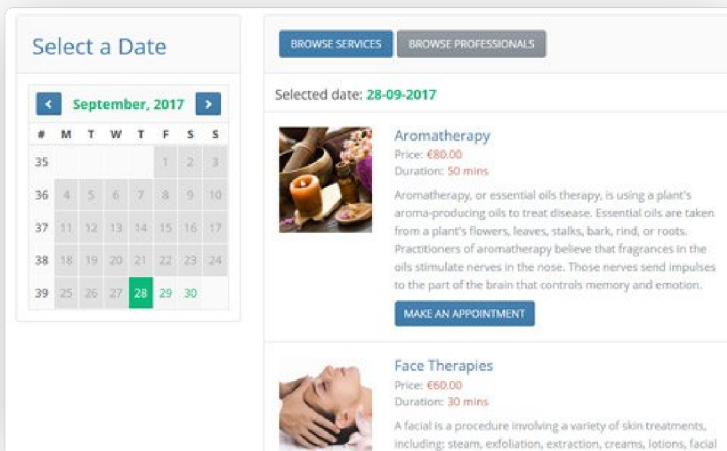 Select a Date
September, 2017
# M T W T F S S
35 1 2 3
36 4 5 6 7 8 9 10
37 11 12 13 14 15 16 17
38 18 19 20 21 22 23 24
39 25 26 27 28 29 30
BROWSE SERVICES BROWSE PROFESSIONALS
Selected date: 28-09-2017
Aromatherapy
Price: €80.00
Duration: 50 mins
Aromatherapy, or essential oils therapy, is using a plant's
aroma-producing oils to treat disease. Essential oils are taken
from a plant's flowers, leaves, stalks, bark, rind, or roots.
Practitioners of aromatherapy believe that fragrances in the
oils stimulate nerves in the nose. Those nerves send impulses
to the part of the brain that controls memory and emotion.
MAKE AN APPOINTMENT
Face Therapies
Price: €60.00
Duration: 30 mins
A facial is a procedure involving a variety of skin treatments,
including: steam, exfoliation, extraction, creams, lotions, facial